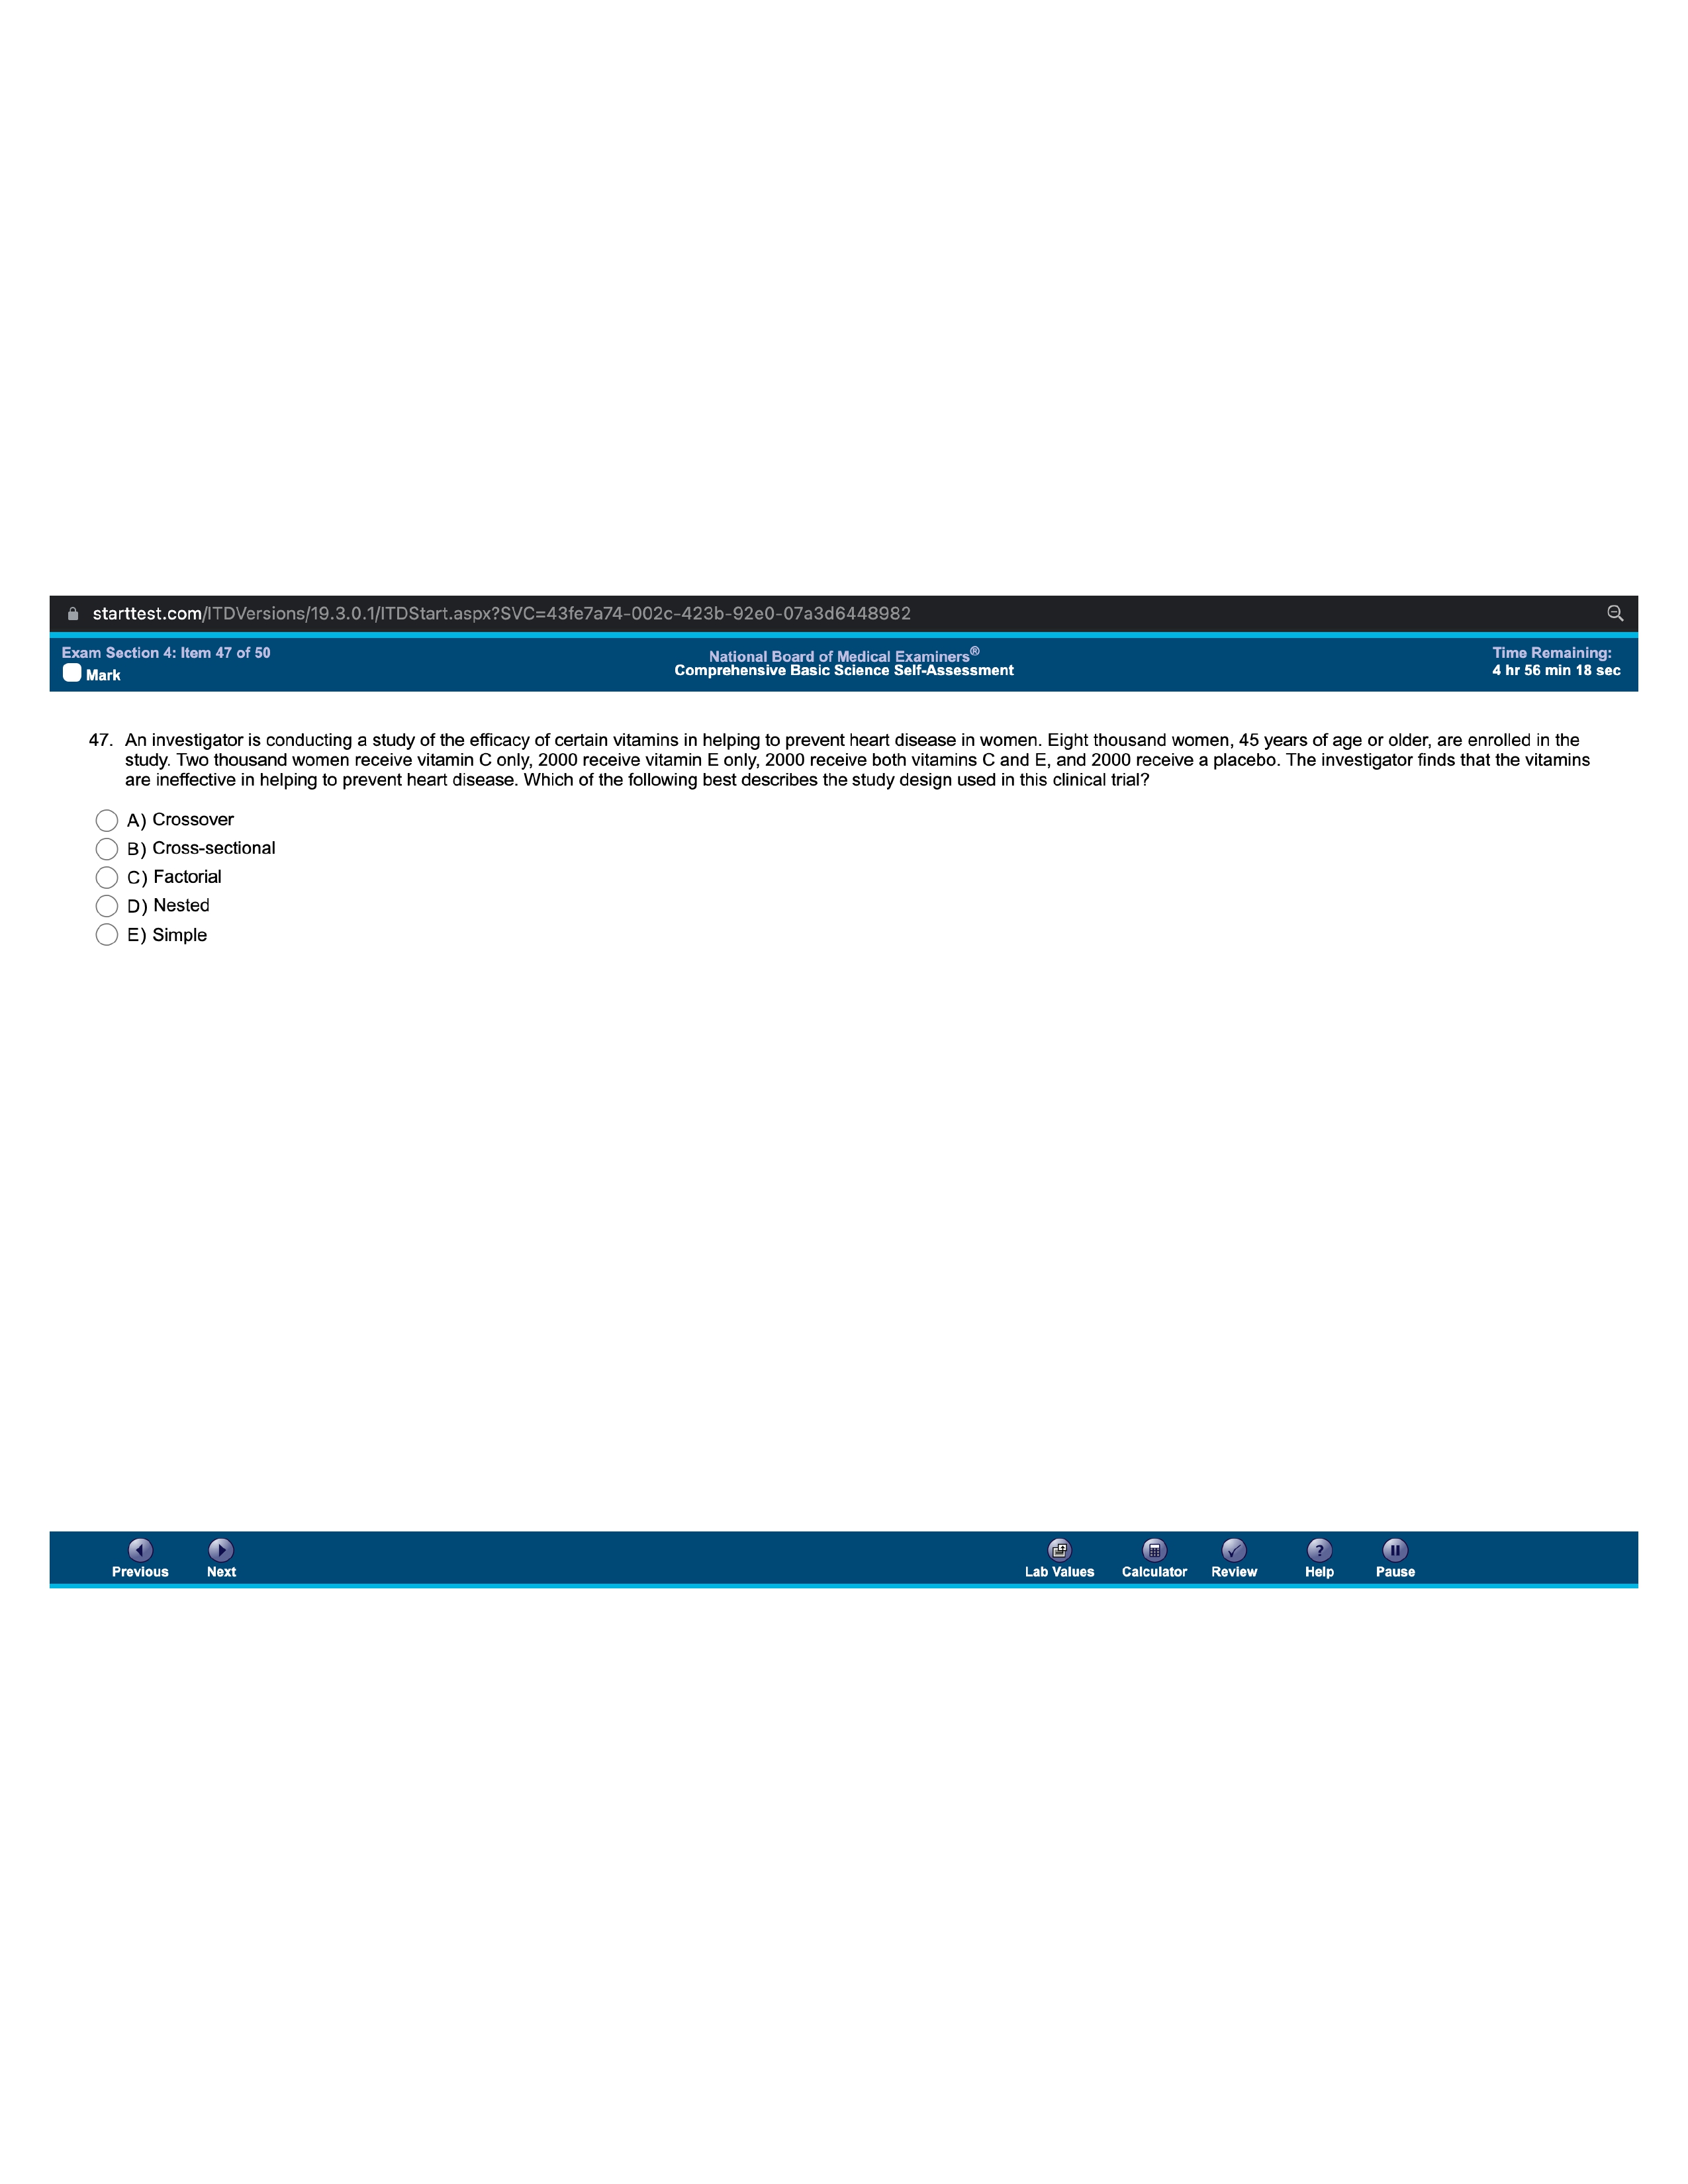 starttest.com/ITDVersions/19.3.0.1/ITDStart.aspx?SVC=43fe7a74-002c-423b-92e0-07a3d6448982
Exam Section 4: Item 47 of 50
Mark
National Board of Medical Examiners®
Comprehensive Basic Science Self-Assessment
Time Remaining:
4 hr 56 min 18 sec
47. An investigator is conducting a study of the efficacy of certain vitamins in helping to prevent heart disease in women. Eight thousand women, 45 years of age or older, are enrolled in the
study. Two thousand women receive vitamin C only, 2000 receive vitamin E only, 2000 receive both vitamins C and E, and 2000 receive a placebo. The investigator finds that the vitamins
are ineffective in helping to prevent heart disease. Which of the following best describes the study design used in this clinical trial?
A) Crossover
B) Cross-sectional
C) Factorial
D) Nested
E) Simple
Previous
Next
Lab Values
Calculator
Review
Help
Pause